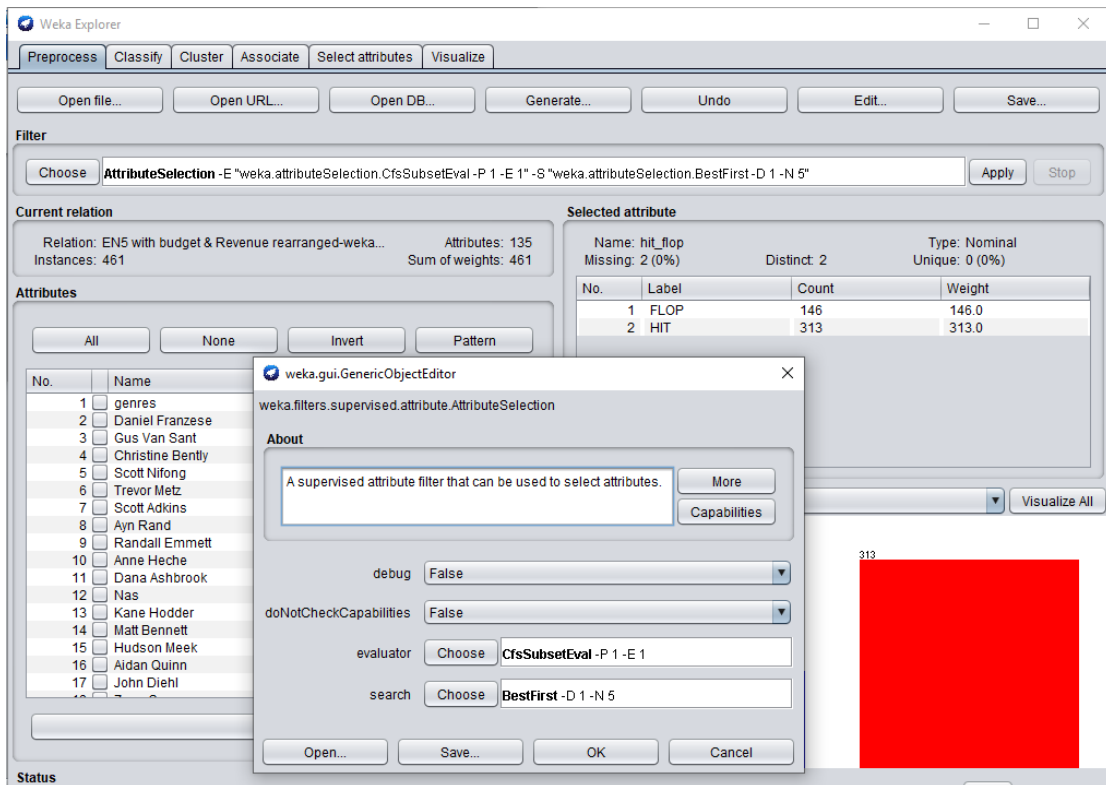 Weka Explorer
Preprocess Classify Cluster Associate Select attributes Visualize
Open file... Open URL... Open DB... Generate... Undo Edit... Save...
Filter
Choose AttributeSelection -E "weka.attributeSelection.CfsSubsetEval -P 1 -E 1" -S "weka.attributeSelection.BestFirst -D 1 -N 5" Apply Stop
Current relation
Relation: EN5 with budget & Revenue rearranged-weka... Attributes: 135
Instances: 461 Sum of weights: 461
Selected attribute
Name: hit_flop Type: Nominal
Missing: 2 (0%) Distinct: 2 Unique: 0 (0%)
No. Label Count Weight
1 FLOP 146 146.0
2 HIT 313 313.0
Attributes
All None Invert Pattern
No. Name
1 genres
2 Daniel Franzese
3 Gus Van Sant
4 Christine Bently
5 Scott Nifong
6 Trevor Metz
7 Scott Adkins
8 Ayn Rand
9 Randall Emmett
10 Anne Heche
11 Dana Ashbrook
12 Nas
13 Kane Hodder
14 Matt Bennett
15 Hudson Meek
16 Aidan Quinn
17 John Diehl
weka.gui.GenericObjectEditor
weka.filters.supervised.attribute.AttributeSelection
About
A supervised attribute filter that can be used to select attributes. More
Capabilities
debug False
doNotCheckCapabilities False
evaluator Choose CfsSubsetEval -P 1 -E 1
search Choose BestFirst -D 1 -N 5
Open... Save... OK Cancel
Visualize All
313
Status